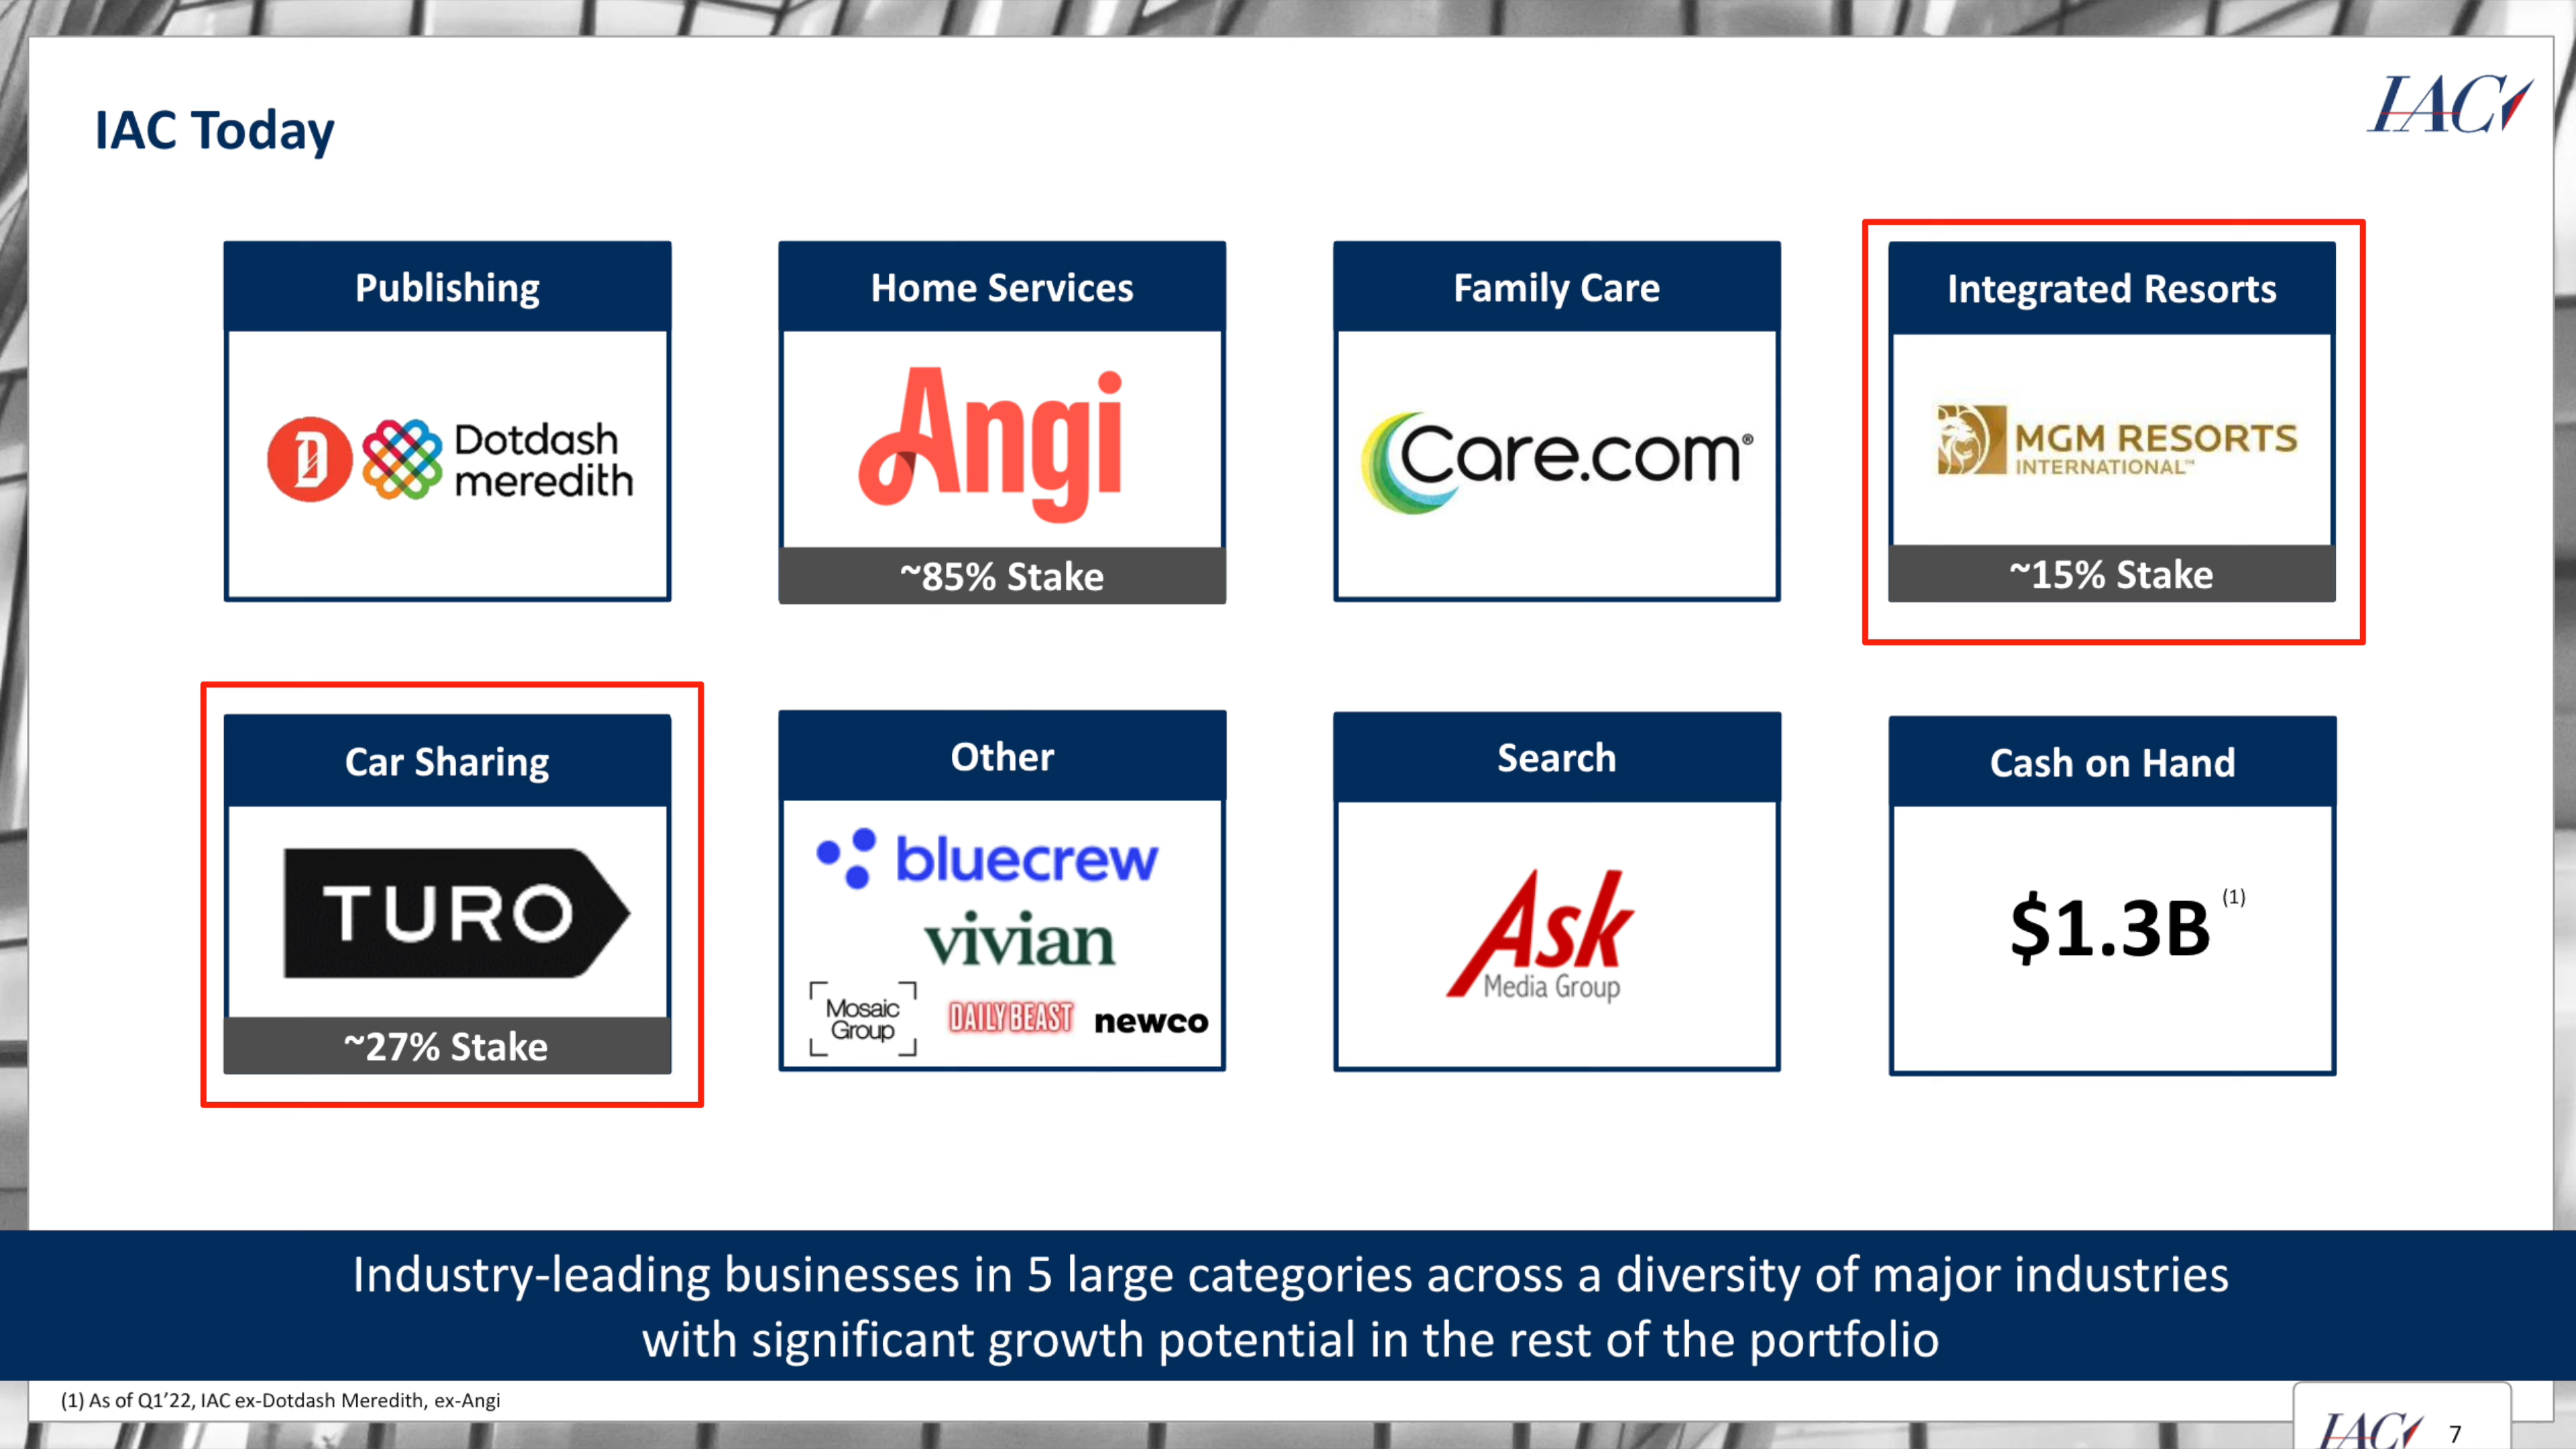 IAC Today
IAC
Publishing
Dotdash
meredith
Home Services
Angi
~85% Stake
Family Care
Care.com®
Integrated Resorts
MGM RESORTS
INTERNATIONAL™
~15% Stake
Car Sharing
TURO
~27% Stake
Other
bluecrew
vivian
Mosaic
Group
DAILY BEAST
newco
Search
Ask
Media Group
Cash on Hand
$1.3B (1)
Industry-leading businesses in 5 large categories across a diversity of major industries
with significant growth potential in the rest of the portfolio
(1) As of Q1’22, IAC ex-Dotdash Meredith, ex-Angi
IAC 7